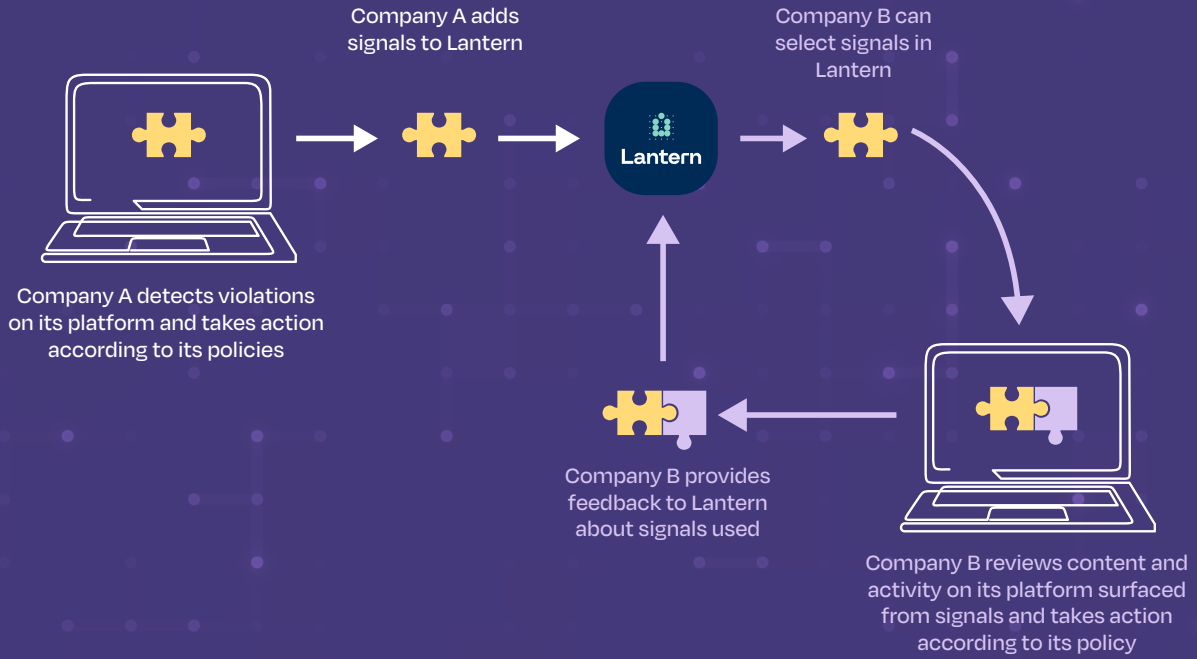 Company A adds
signals to Lantern
Company B can
select signals in
Lantern
Lantern
Company A detects violations
on its platform and takes action
according to its policies
Company B provides
feedback to Lantern
about signals used
Company B reviews content and
activity on its platform surfaced
from signals and takes action
according to its policy